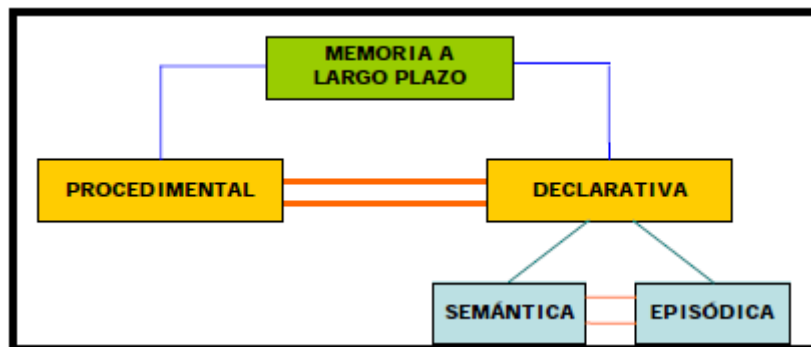 MEMORIA A
LARGO PLAZO
PROCEDIMENTAL
DECLARATIVA
SEMÁNTICA
EPISÓDICA